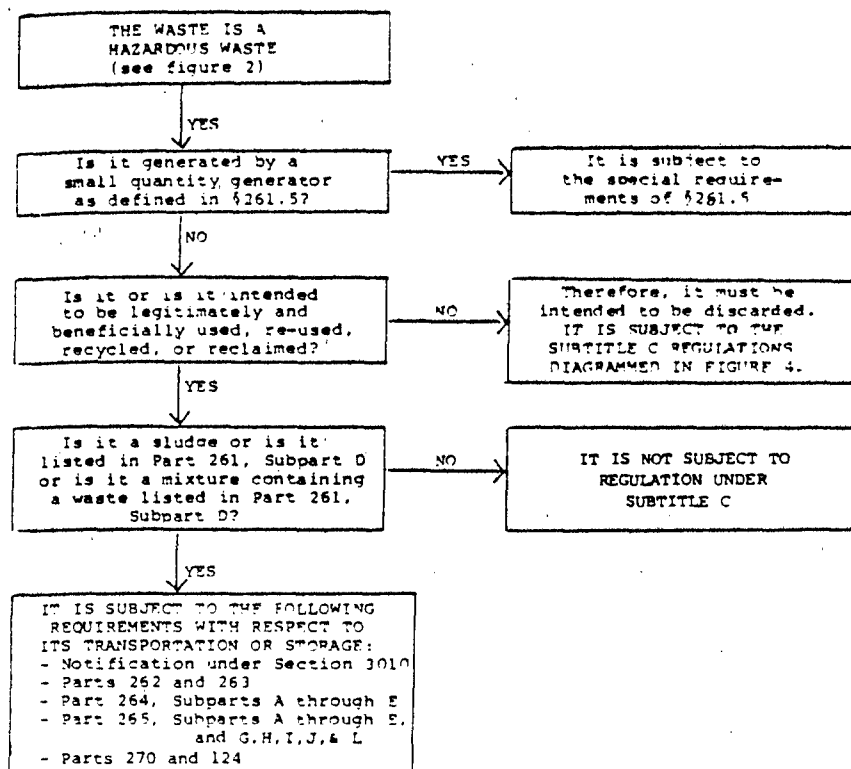 THE WASTE IS A
HAZARDOUS WASTE
(see figure 2)
YES
Is it generated by a
small quantity generator
as defined in §261.5?
YES
It is subject to
the special require-
ments of §261.5
NO
Is it or is it intended
to be legitimately and
beneficially used, re-used,
recycled, or reclaimed?
NO
Therefore, it must be
intended to be discarded.
IT IS SUBJECT TO THE
SUBTITLE C REGULATIONS
DIAGRAMMED IN FIGURE 4.
YES
Is it a sludge or is it
listed in Part 261, Subpart D
or is it a mixture containing
a waste listed in Part 261,
Subpart D?
NO
IT IS NOT SUBJECT TO
REGULATION UNDER
SUBTITLE C
YES
IT IS SUBJECT TO THE FOLLOWING
REQUIREMENTS WITH RESPECT TO
ITS TRANSPORTATION OR STORAGE:
- Notification under Section 3010
- Parts 262 and 263
- Part 264, Subparts A through E
- Part 265, Subparts A through E,
and G,H,I,J,& L
- Parts 270 and 124